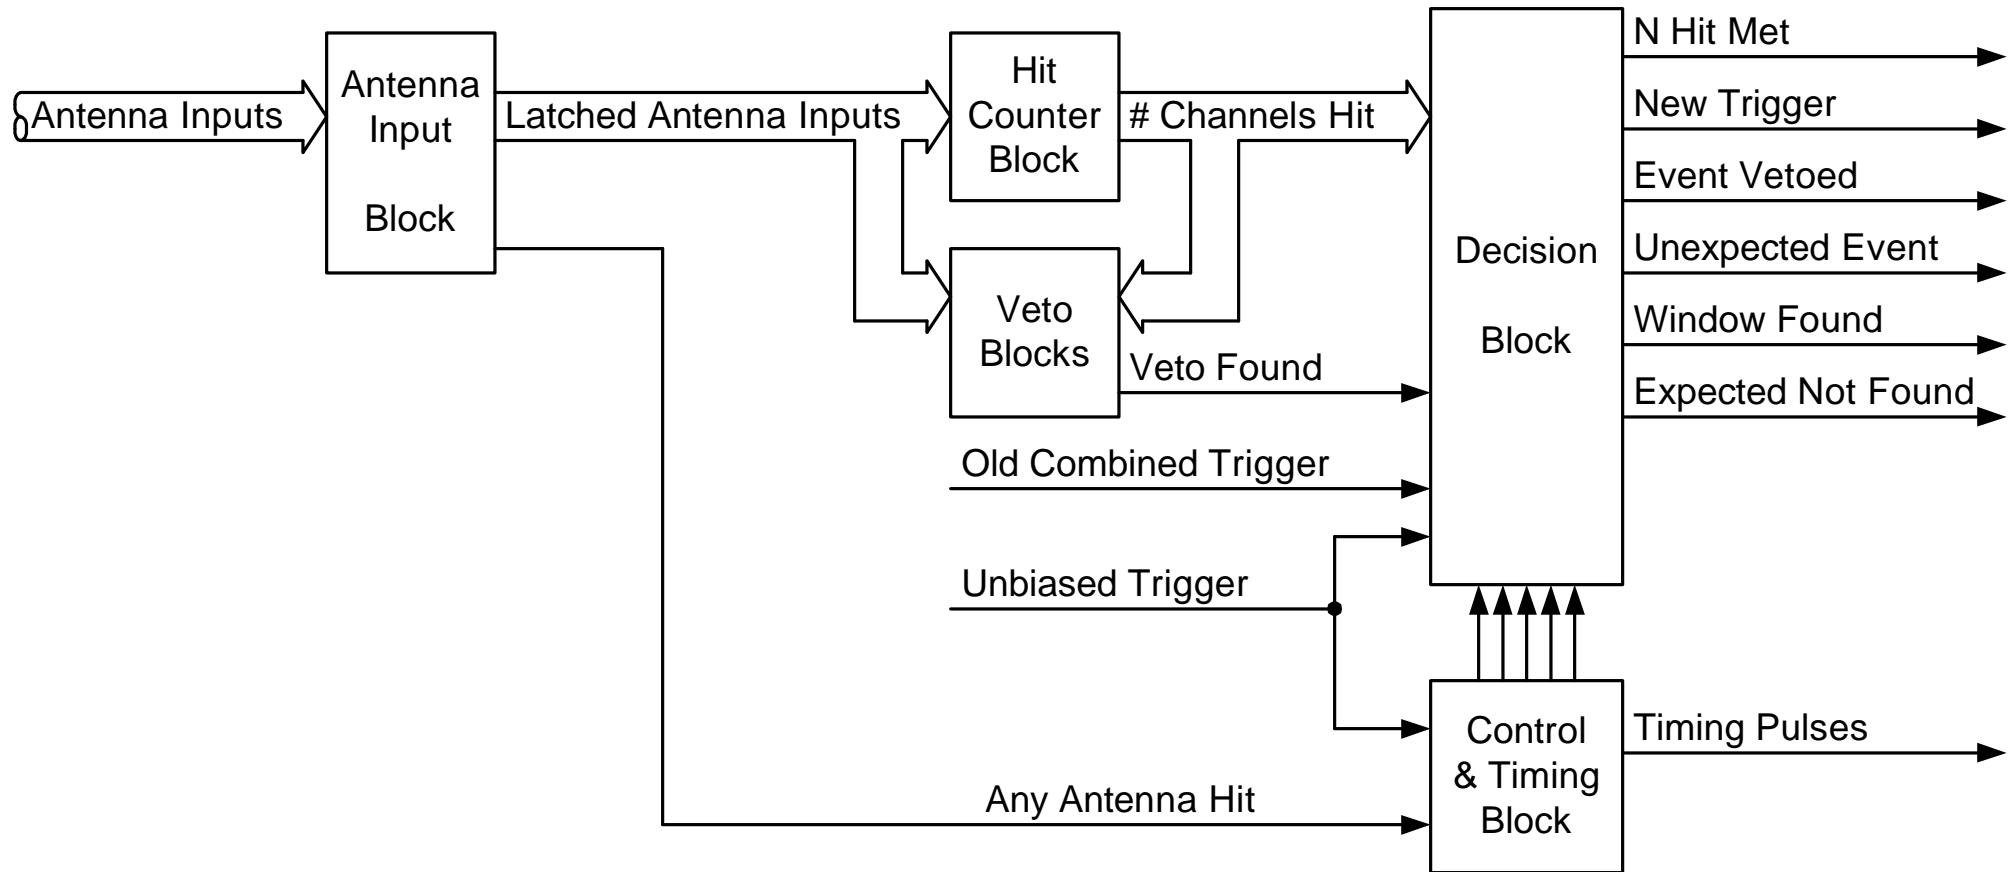 Antenna Inputs
Antenna
Input
Block
Latched Antenna Inputs
Hit
Counter
Block
# Channels Hit
Veto
Blocks
Veto Found
Old Combined Trigger
Unbiased Trigger
Any Antenna Hit
Decision
Block
Control
& Timing
Block
N Hit Met
New Trigger
Event Vetoed
Unexpected Event
Window Found
Expected Not Found
Timing Pulses